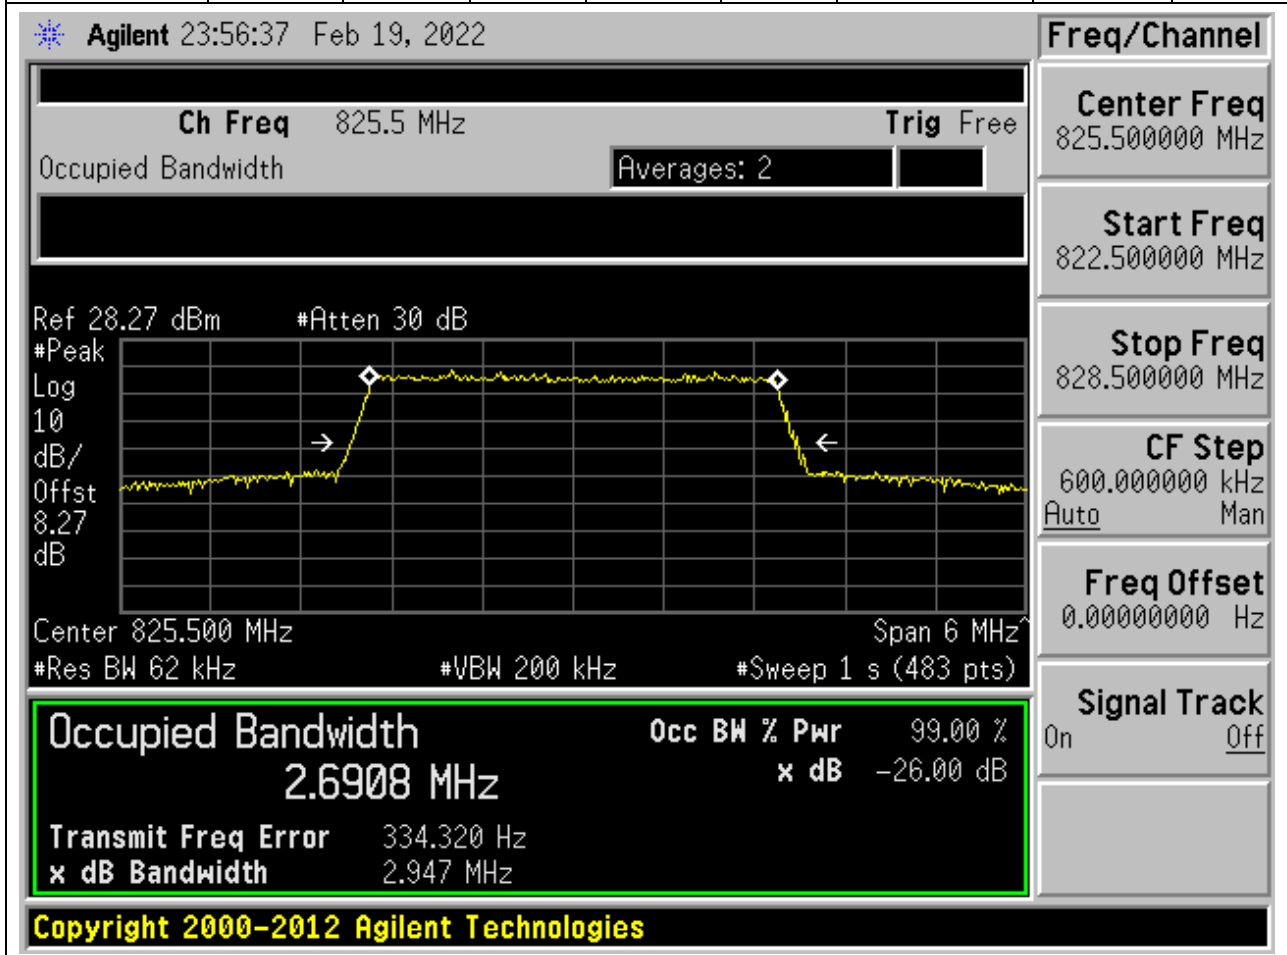 Agilent 23:56:37 Feb 19, 2022
Freq/Channel
Ch Freq 825.5 MHz Trig Free
Occupied Bandwidth Averages: 2
Center Freq
825.500000 MHz
Start Freq
822.500000 MHz
Stop Freq
828.500000 MHz
CF Step
600.000000 kHz
Auto Man
Freq Offset
0.00000000 Hz
Signal Track
On Off
Ref 28.27 dBm #Atten 30 dB
#Peak
Log
10
dB/
Offst
8.27
dB
Center 825.500 MHz Span 6 MHz^
#Res BW 62 kHz #VBW 200 kHz #Sweep 1 s (483 pts)
Occupied Bandwidth Occ BW % Pwr 99.00 %
2.6908 MHz x dB -26.00 dB
Transmit Freq Error 334.320 Hz
x dB Bandwidth 2.947 MHz
Copyright 2000-2012 Agilent Technologies